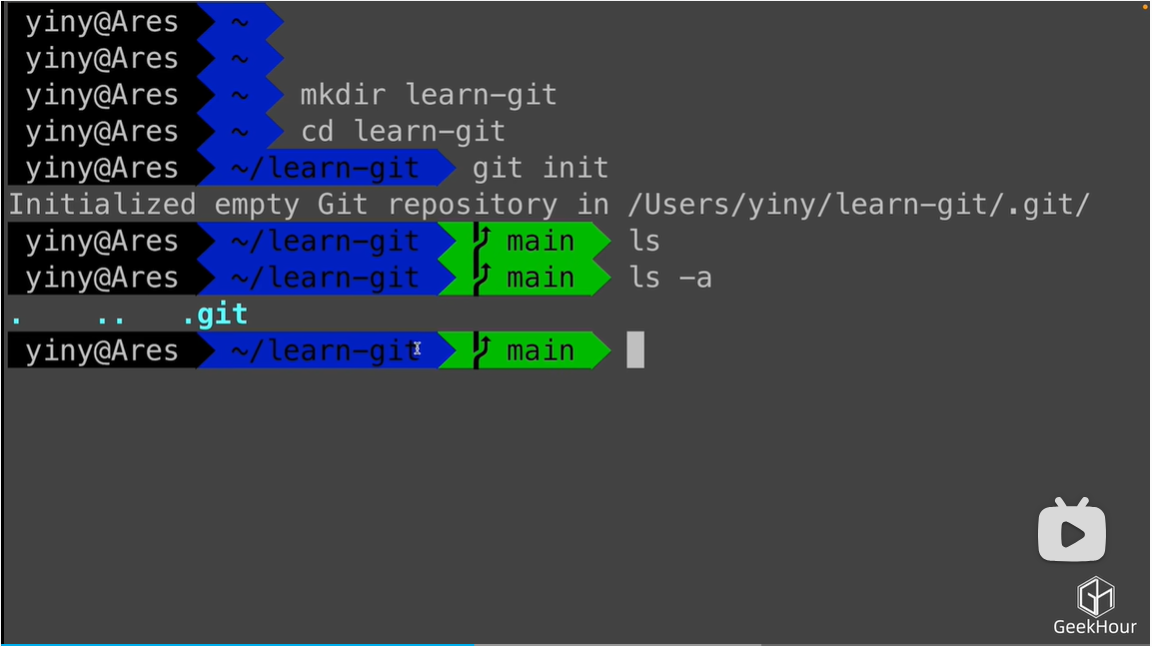 yiny@Ares ~
yiny@Ares ~
yiny@Ares ~ mkdir learn-git
yiny@Ares ~ cd learn-git
yiny@Ares ~/learn-git git init
Initialized empty Git repository in /Users/yiny/learn-git/.git/
yiny@Ares ~/learn-git main ls
yiny@Ares ~/learn-git main ls -a
. .. .git
yiny@Ares ~/learn-git main
GeekHour